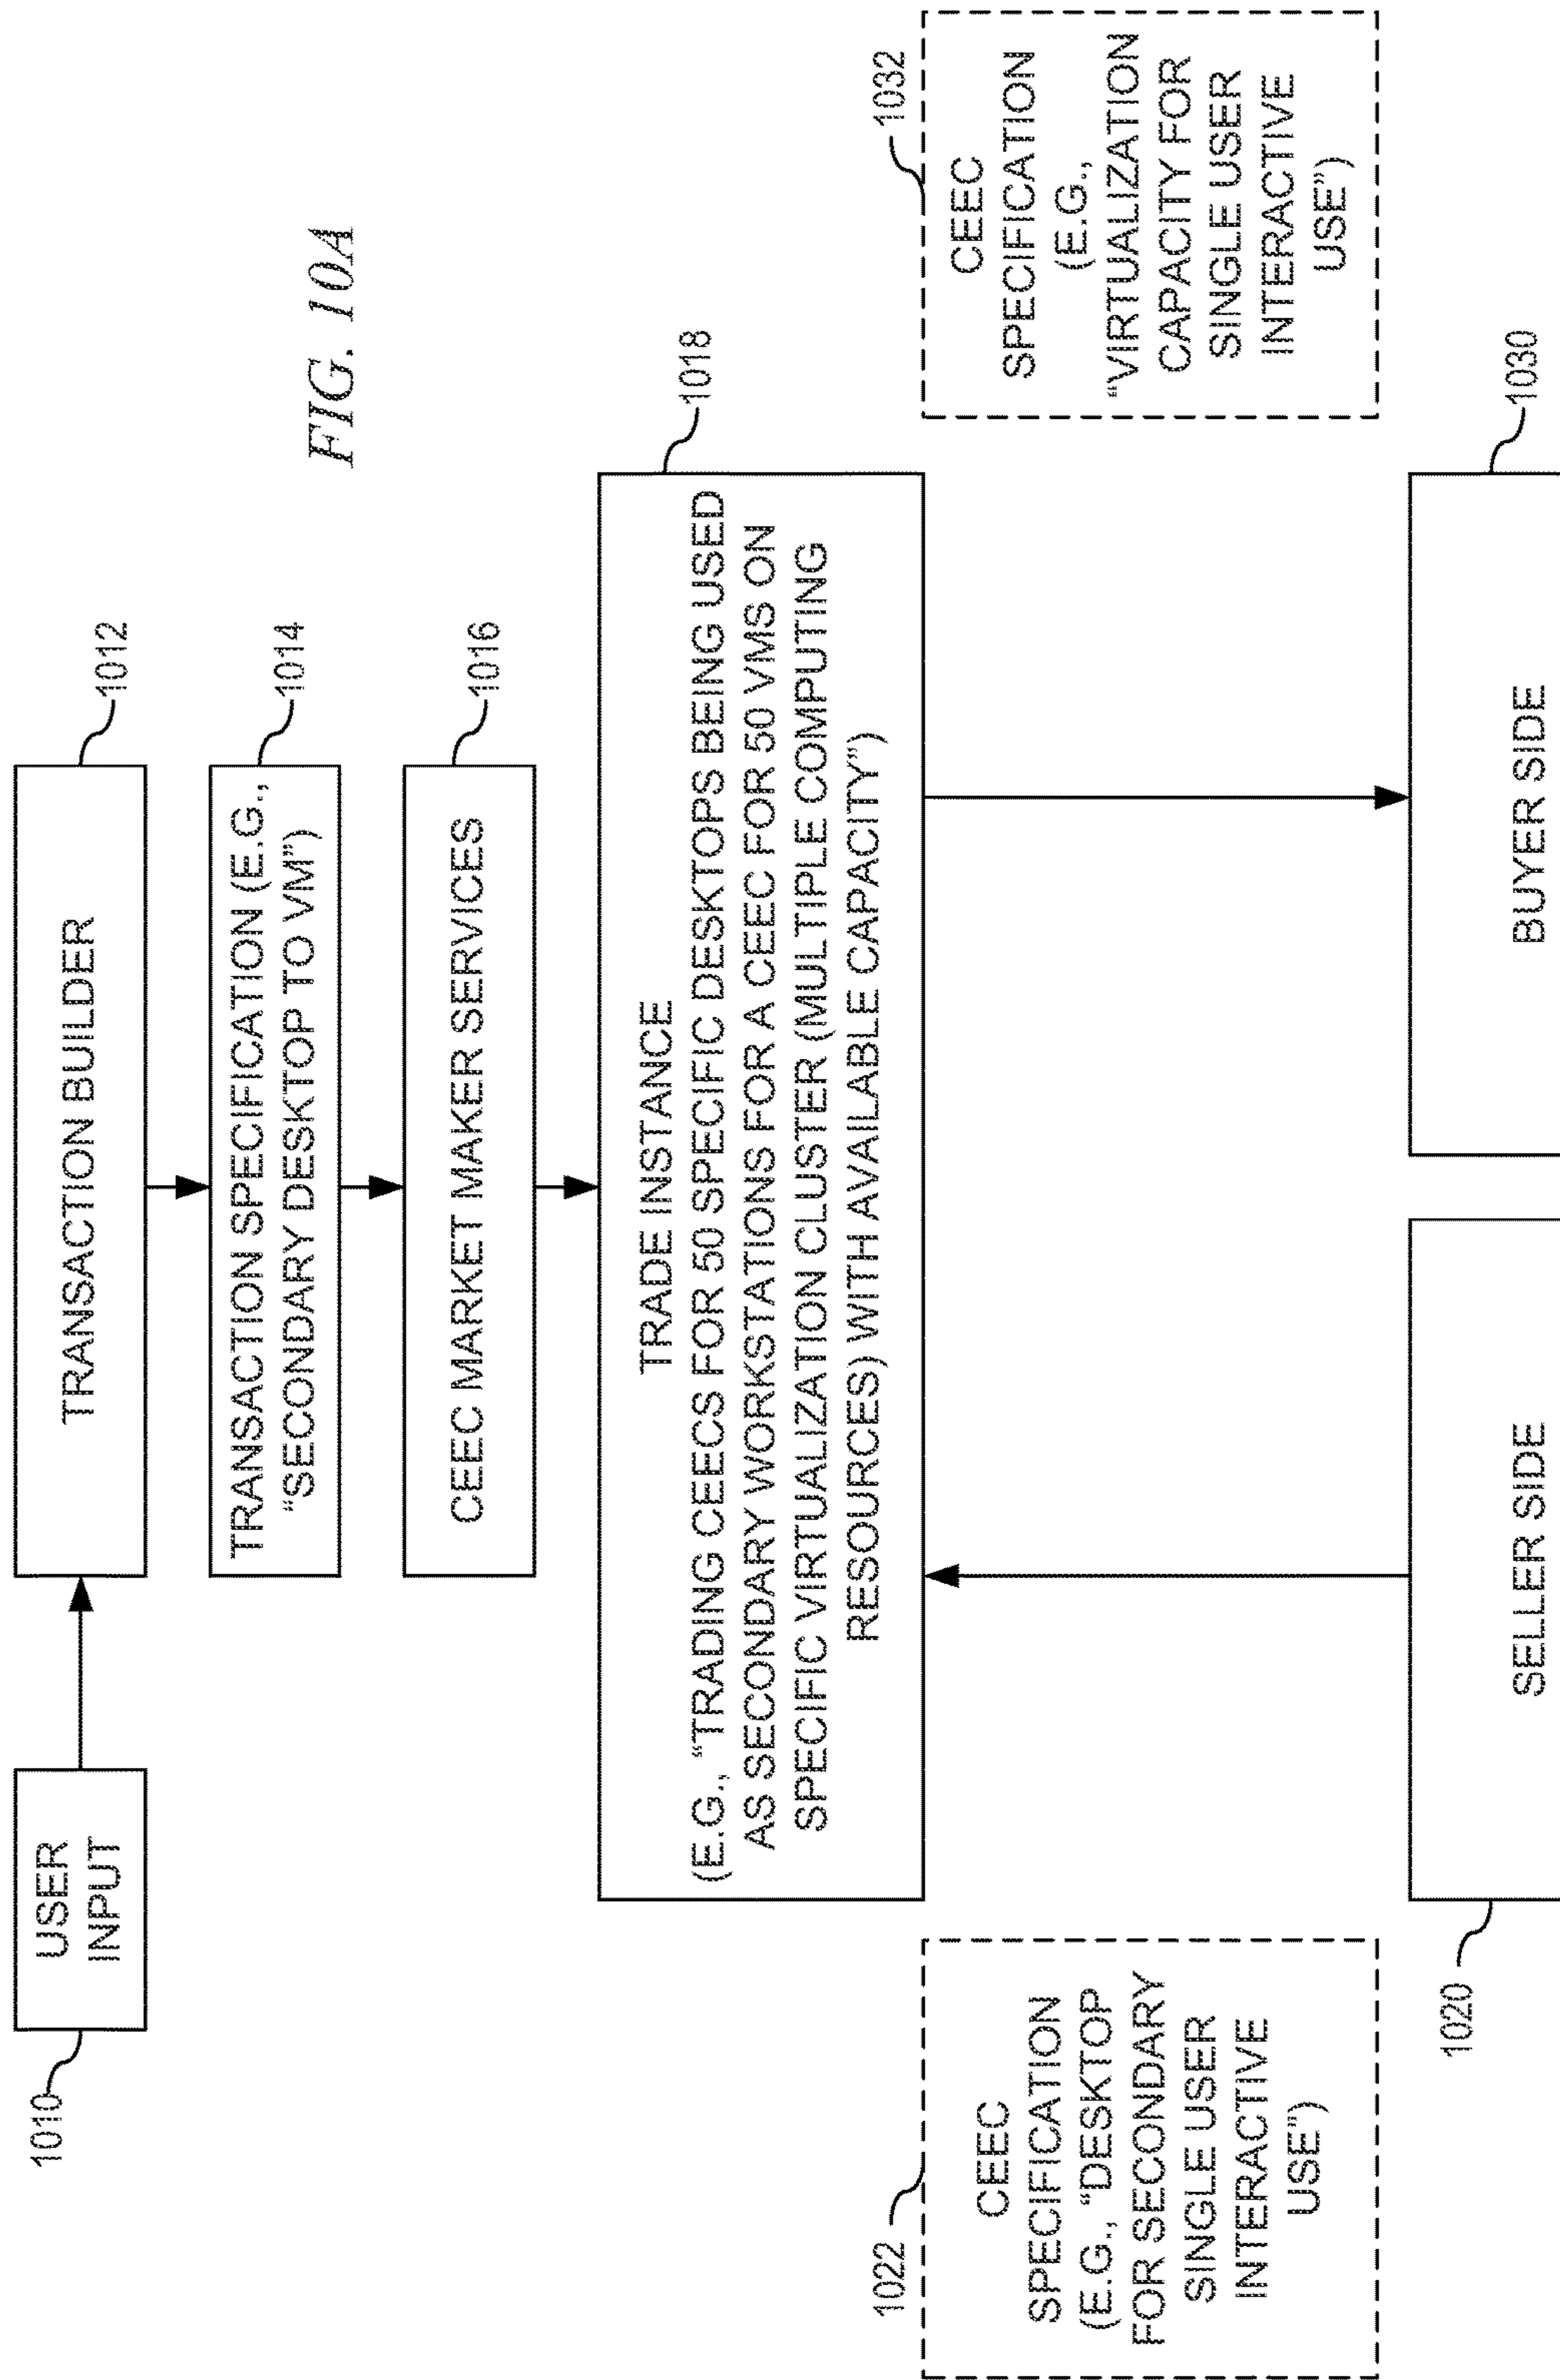 1010
USER
INPUT
TRANSACTION BUILDER
1012
TRANSACTION SPECIFICATION (E.G.,
“SECONDARY DESKTOP TO VM”)
1014
CEEC MARKET MAKER SERVICES
1016
FIG. 10A
TRADE INSTANCE
(E.G., “TRADING CEECS FOR 50 SPECIFIC DESKTOPS BEING USED
AS SECONDARY WORKSTATIONS FOR A CEEC FOR 50 VMS ON
SPECIFIC VIRTUALIZATION CLUSTER (MULTIPLE COMPUTING
RESOURCES) WITH AVAILABLE CAPACITY”)
1018
1022
CEEC
SPECIFICATION
(E.G., “DESKTOP
FOR SECONDARY
SINGLE USER
INTERACTIVE
USE”)
1032
CEEC
SPECIFICATION
(E.G.,
“VIRTUALIZATION
CAPACITY FOR
SINGLE USER
INTERACTIVE
USE”)
1020
SELLER SIDE
BUYER SIDE
1030